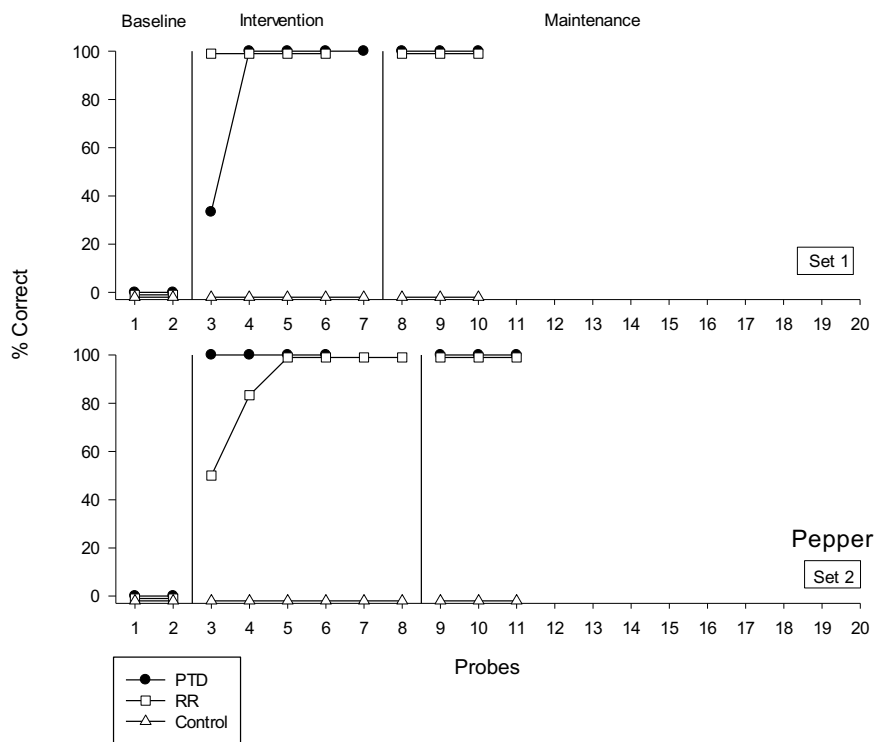 Baseline Intervention Maintenance
100
80
60
40
20
0
Set 1
1 2 3 4 5 6 7 8 9 10 11 12 13 14 15 16 17 18 19 20
% Correct
100
80
60
40
20
0
Pepper
Set 2
1 2 3 4 5 6 7 8 9 10 11 12 13 14 15 16 17 18 19 20
Probes
PTD
RR
Control